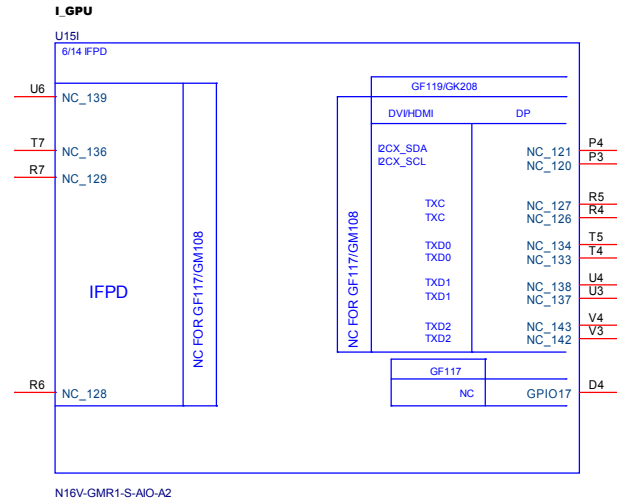 I_GPU
U15I
6/14 IFPD
GF119/GK208
DVI/HDMI DP
U6 NC_139
T7 NC_136
R7 NC_129
R6 NC_128
IFPD
NC FOR GF117/GM108
NC FOR GF117/GM108
I2CX_SDA NC_121 P4
I2CX_SCL NC_120 P3
TXC NC_127 R5
TXC NC_126 R4
TXD0 NC_134 T5
TXD0 NC_133 T4
TXD1 NC_138 U4
TXD1 NC_137 U3
TXD2 NC_143 V4
TXD2 NC_142 V3
GF117
NC GPIO17 D4
N16V-GMR1-S-AIO-A2